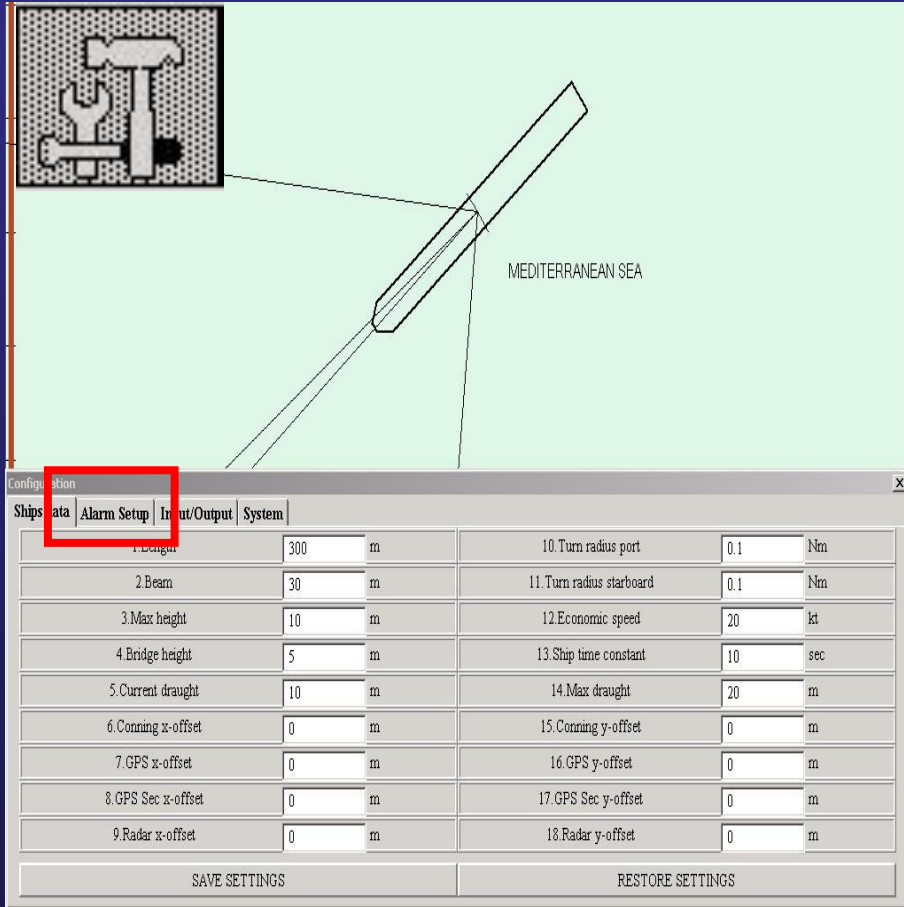 MEDITERRANEAN SEA
Configuration X
Ships Data Alarm Setup Input/Output System
1.Length 300 m 10.Turn radius port 0.1 Nm
2.Beam 30 m 11.Turn radius starboard 0.1 Nm
3.Max height 10 m 12.Economic speed 20 kt
4.Bridge height 5 m 13.Ship time constant 10 sec
5.Current draught 10 m 14.Max draught 20 m
6.Conning x-offset 0 m 15.Conning y-offset 0 m
7.GPS x-offset 0 m 16.GPS y-offset 0 m
8.GPS Sec x-offset 0 m 17.GPS Sec y-offset 0 m
9.Radar x-offset 0 m 18.Radar y-offset 0 m
SAVE SETTINGS RESTORE SETTINGS